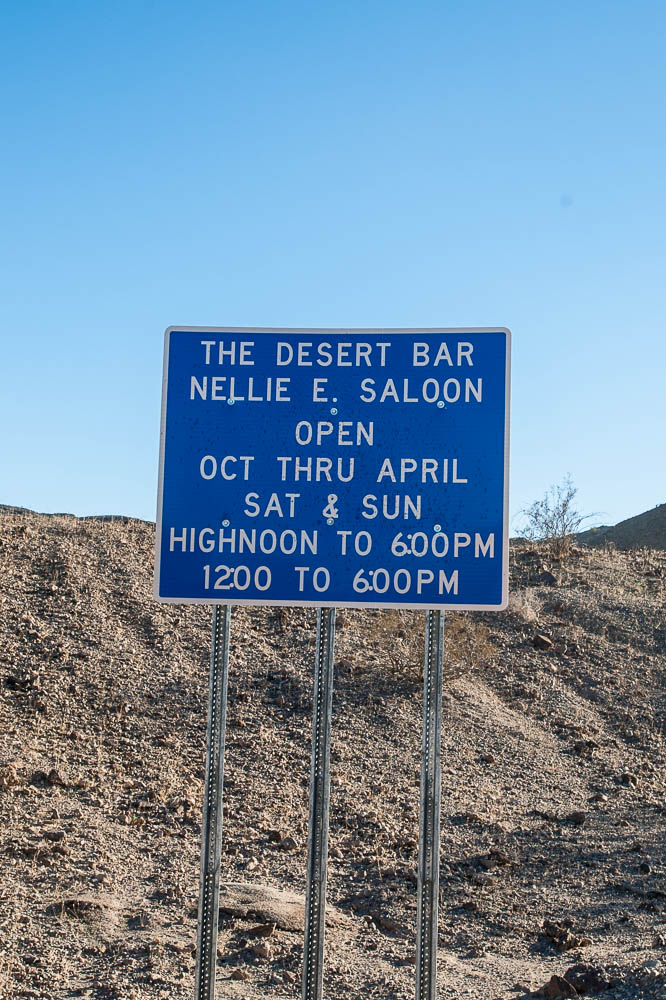 THE DESERT BAR
NELLIE E. SALOON
OPEN
OCT THRU APRIL
SAT & SUN
HIGHNOON TO 6:00PM
12:00 TO 6:00PM